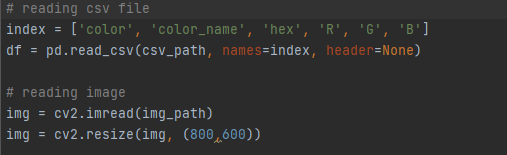 # reading csv file
index = ['color', 'color_name', 'hex', 'R', 'G', 'B']
df = pd.read_csv(csv_path, names=index, header=None)
# reading image
img = cv2.imread(img_path)
img = cv2.resize(img, (800,600))